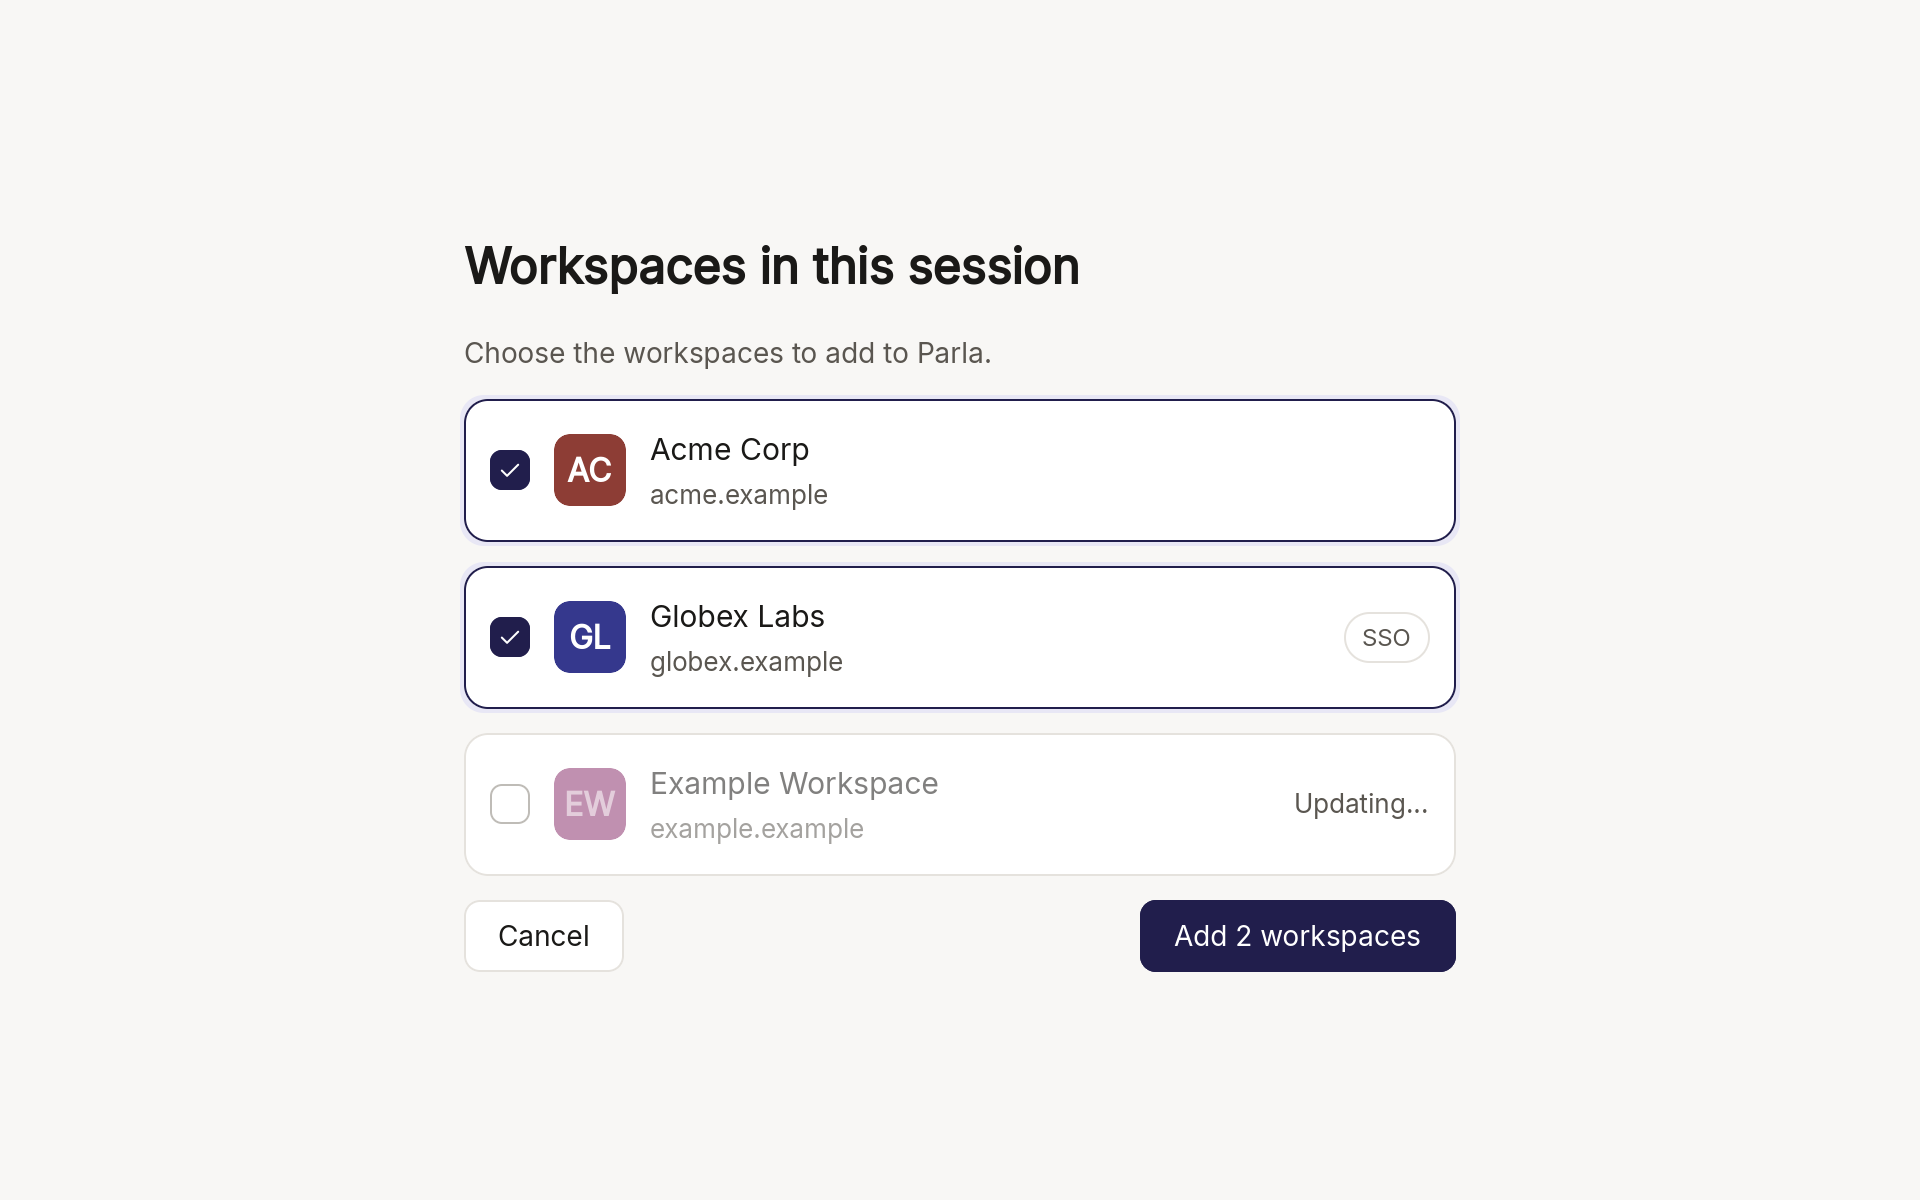 Workspaces in this session
Choose the workspaces to add to Parla.
AC
Acme Corp
acme.example
GL
Globex Labs
globex.example
SSO
EW
Example Workspace
example.example
Updating...
Cancel
Add 2 workspaces